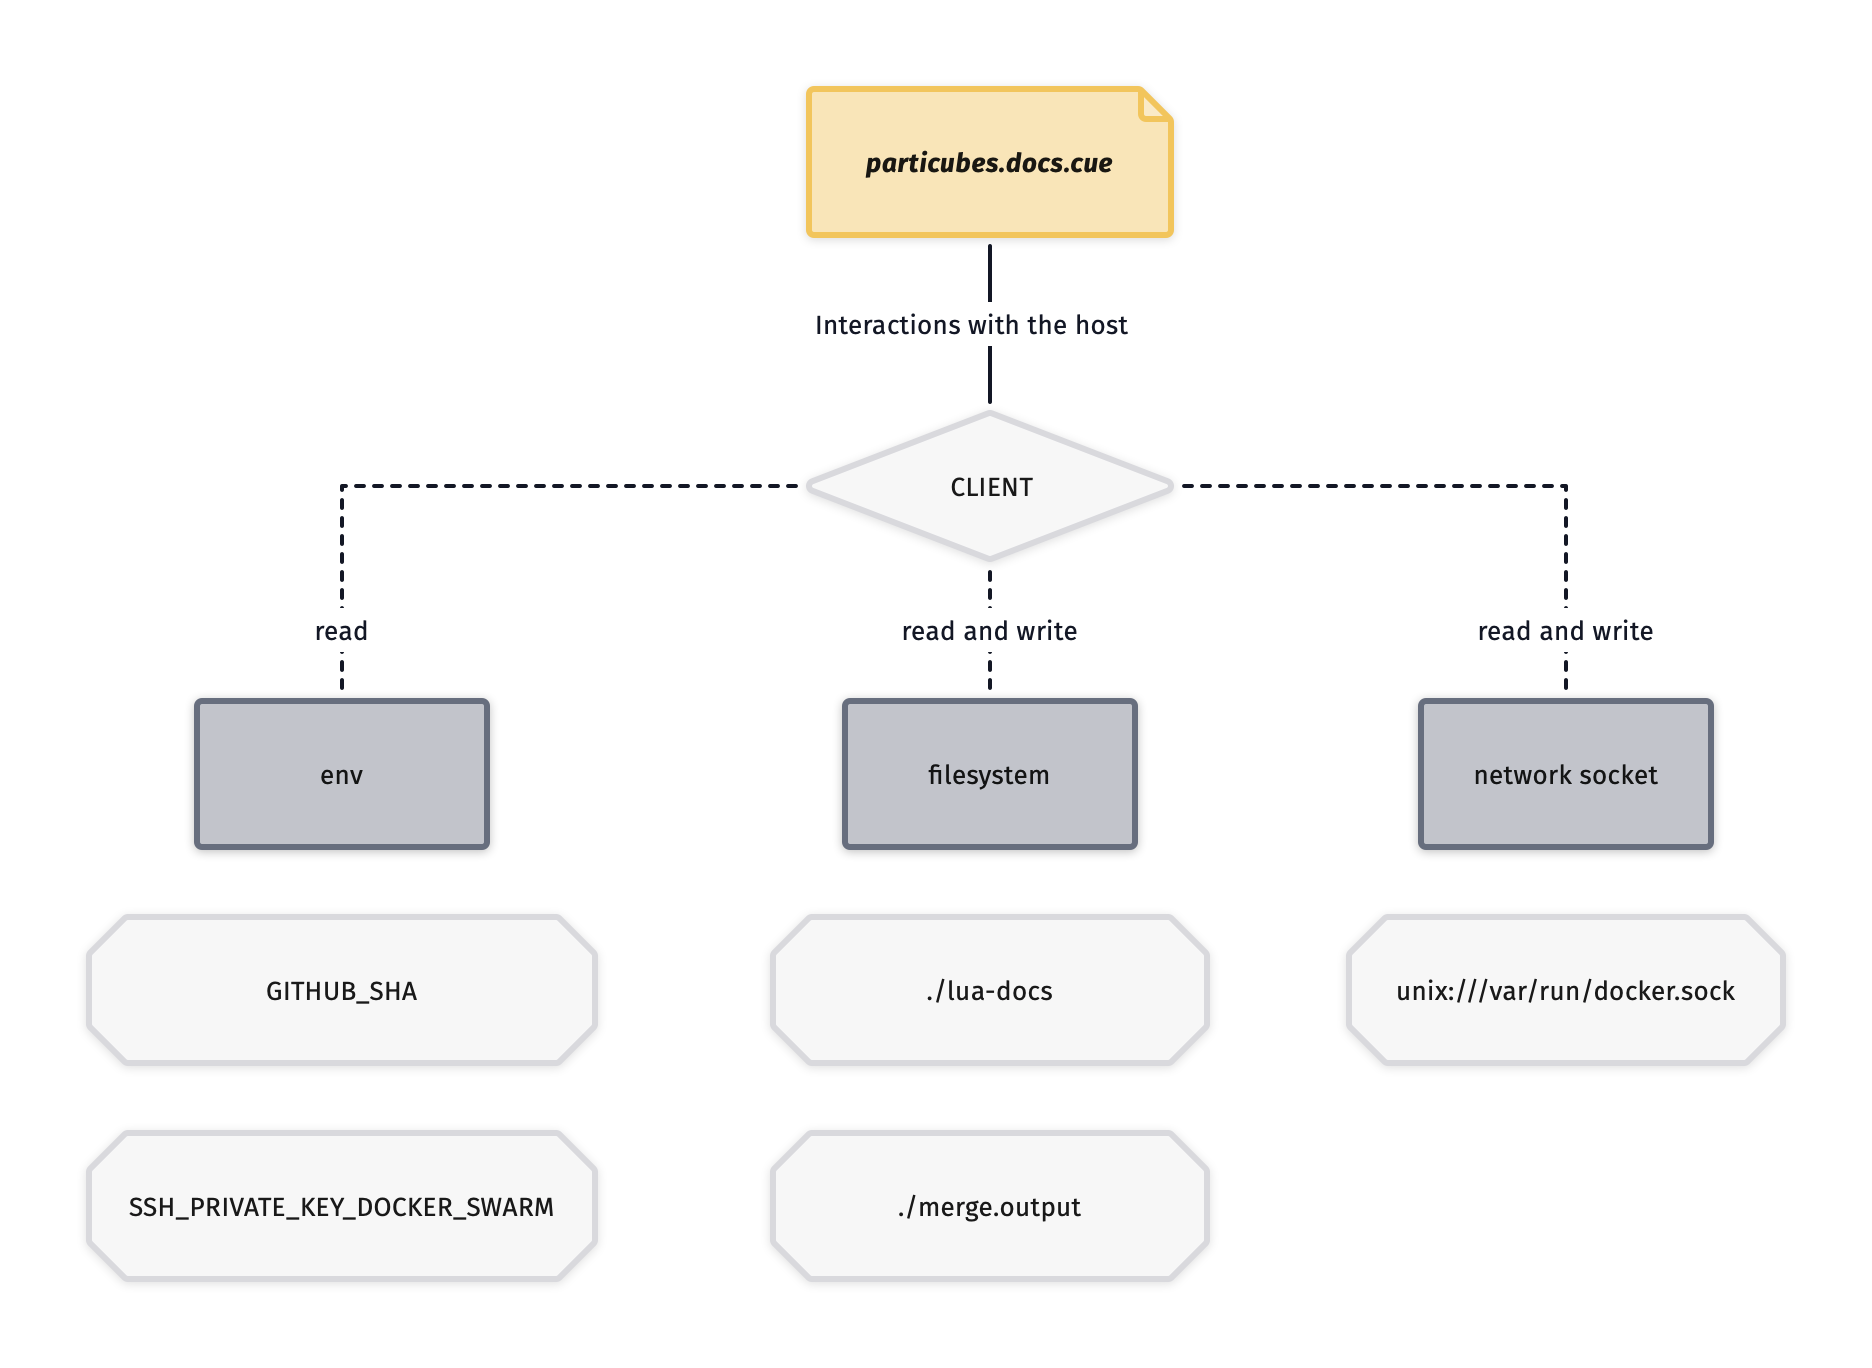 particubes.docs.cue
Interactions with the host
CLIENT
read
read and write
read and write
env
filesystem
network socket
GITHUB_SHA
./lua-docs
unix:///var/run/docker.sock
SSH_PRIVATE_KEY_DOCKER_SWARM
./merge.output